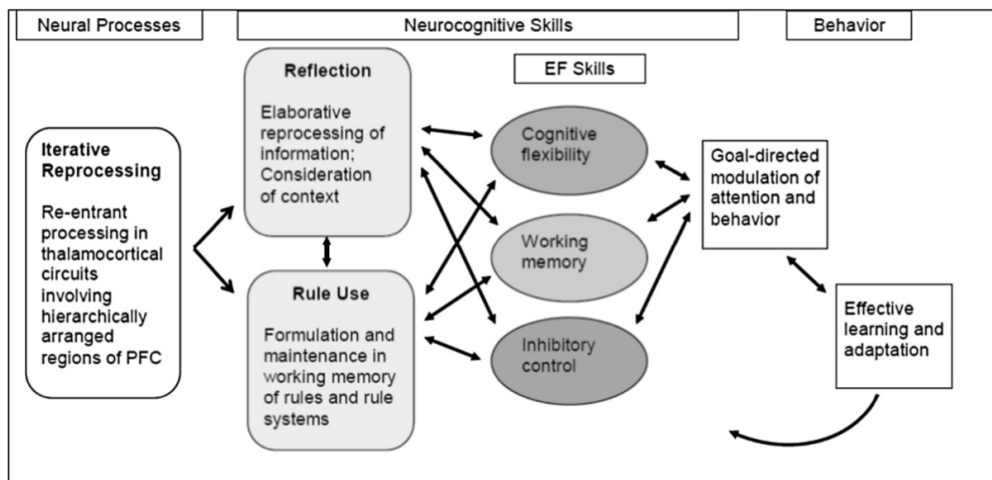 Neural Processes
Neurocognitive Skills
Behavior
Reflection
Elaborative
reprocessing of
information;
Consideration
of context
EF Skills
Iterative
Reprocessing
Re-entrant
processing in
thalamocortical
circuits
involving
hierarchically
arranged
regions of PFC
Rule Use
Formulation and
maintenance in
working memory
of rules and rule
systems
Cognitive
flexibility
Working
memory
Inhibitory
control
Goal-directed
modulation of
attention and
behavior
Effective
learning and
adaptation